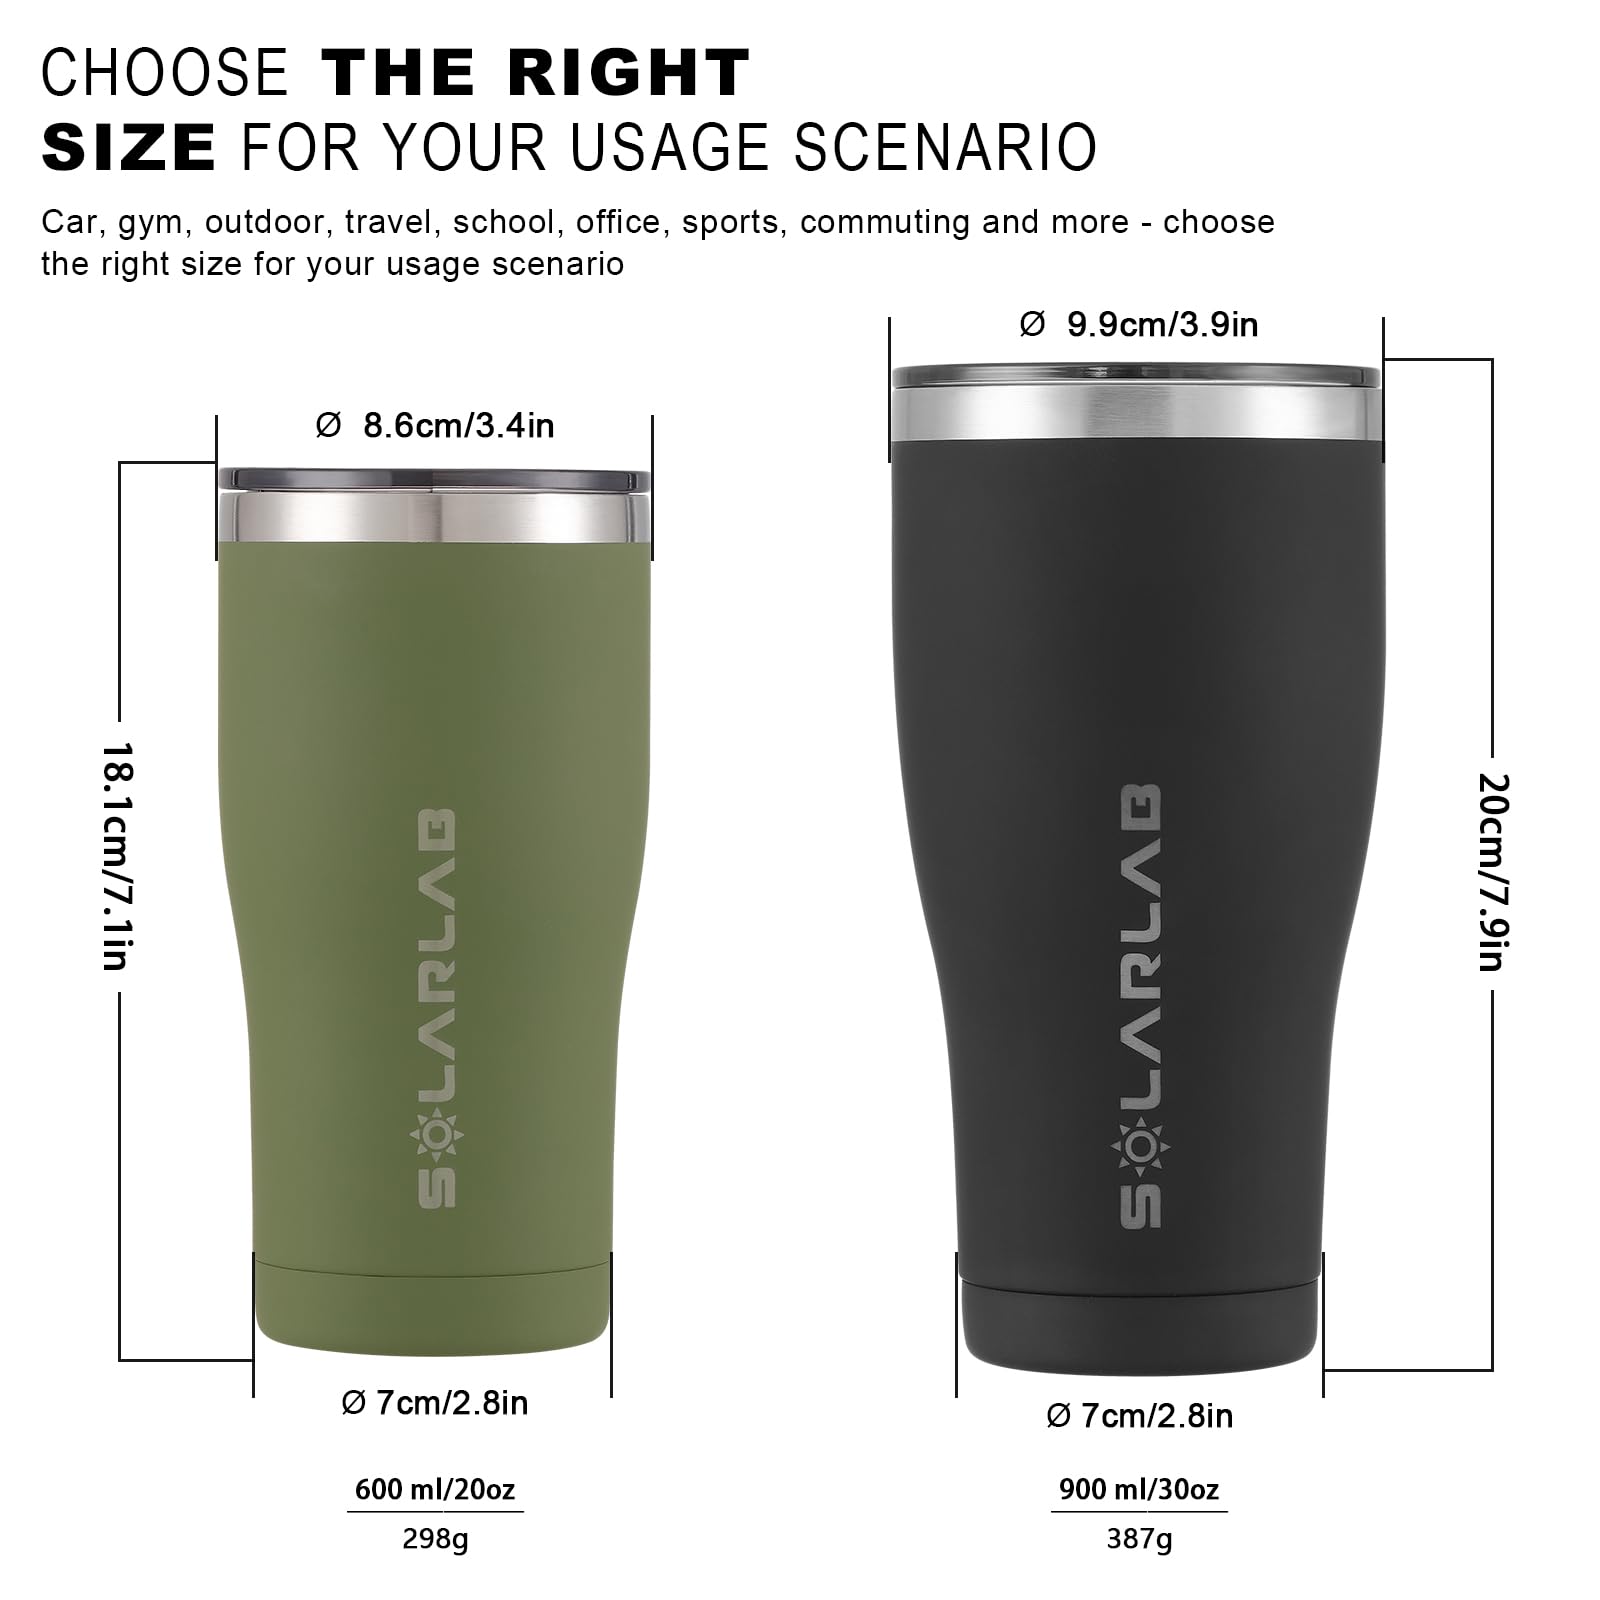 CHOOSE THE RIGHT
SIZE FOR YOUR USAGE SCENARIO
Car, gym, outdoor, travel, school, office, sports, commuting and more - choose
the right size for your usage scenario
Ø 8.6cm/3.4in
18.1cm/7.1in
SOLARLAB
Ø 7cm/2.8in
600 ml/20oz
298g
Ø 9.9cm/3.9in
20cm/7.9in
SOLARLAB
Ø 7cm/2.8in
900 ml/30oz
387g